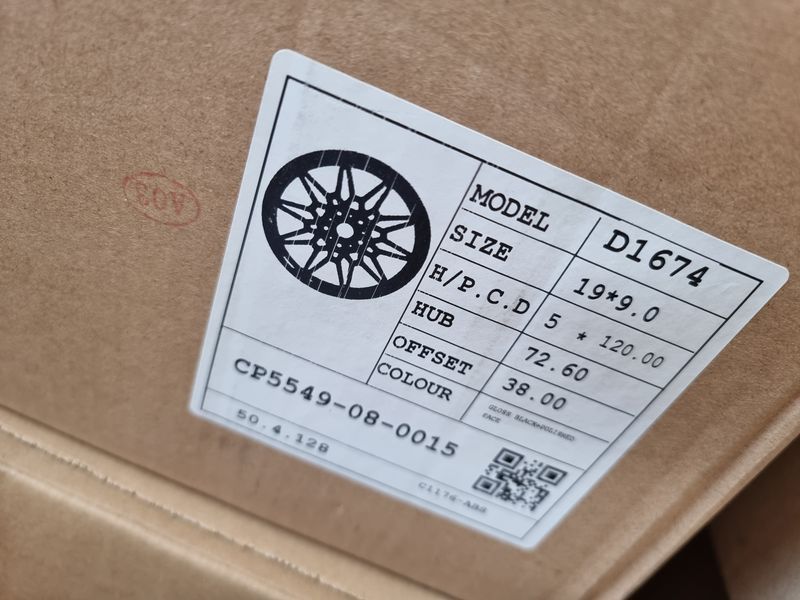 MODEL D1674
SIZE 19*9.0
H/P.C.D 5 * 120.00
HUB 72.60
OFFSET 38.00
COLOUR GLOSS BLACK+POLISHED
FACE
CP5549-08-0015
50.4.128
A03